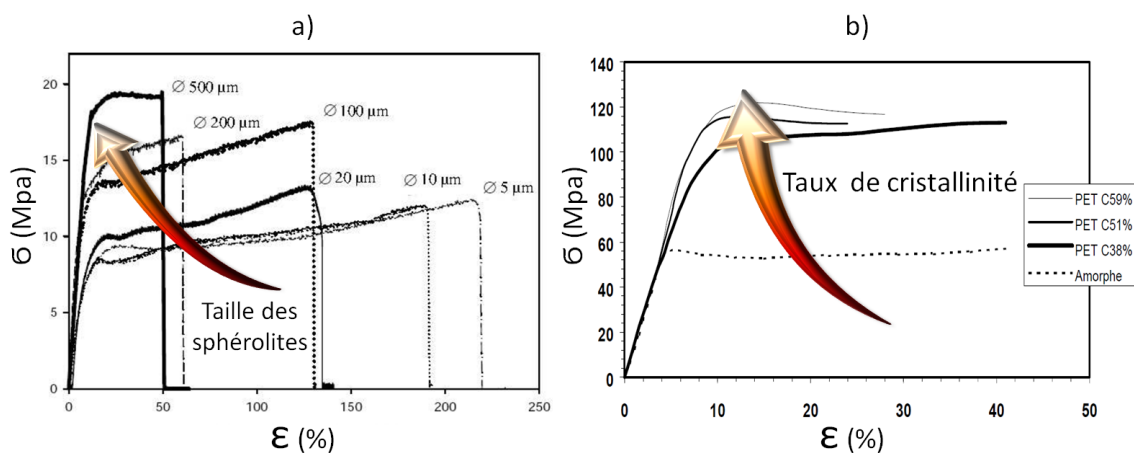 a)
б (Mpa)
20
15
10
5
0
Ø 500 µm
Ø 200 µm
Ø 100 µm
Ø 20 µm
Ø 10 µm
Ø 5 µm
Taille des
sphérolites
0 50 100 150 200 250
ε (%)
b)
б (Mpa)
140
120
100
80
60
40
20
0
Taux de cristallinité
PET C59%
PET C51%
PET C38%
Amorphe
0 10 20 30 40 50
ε (%)